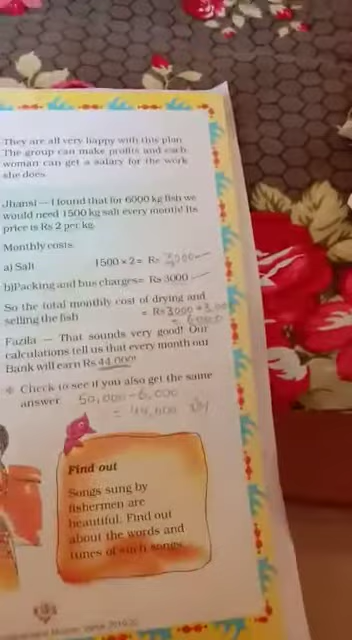 They are all very happy with this plan
The group can make profits and each
woman can get a salary for the work
she does
Jhansi — I found that for 6000 kg fish we
would need 1500 kg salt every month! Its
price is Rs 2 per kg.
Monthly costs
a) Salt 1500 × 2 = Rs 3000
b)Packing and bus charges= Rs 3000
So the total monthly cost of drying and
selling the fish = Rs 3000 +
= 6000
Fazila — That sounds very good! Our
calculations tell us that every month our
Bank will earn Rs 44,000!
Check to see if you also get the same
answer 50,000 - 6,000
= 44,000
Find out
Songs sung by
fishermen are
beautiful. Find out
about the words and
tunes of such songs.